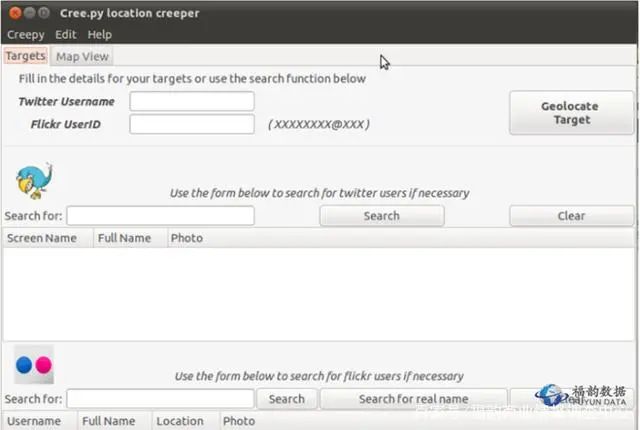 Cree.py location creeper
Creepy Edit Help
Targets Map View
Fill in the details for your targets or use the search function below
Twitter Username
Flickr UserID (XXXXXXXX@XXX)
Geolocate Target
Use the form below to search for twitter users if necessary
Search for: Search Clear
Screen Name Full Name Photo
Use the form below to search for flickr users if necessary
Search for: Search Search for real name
福韵数据
FUYUN DATA
Username Full Name Location Photo